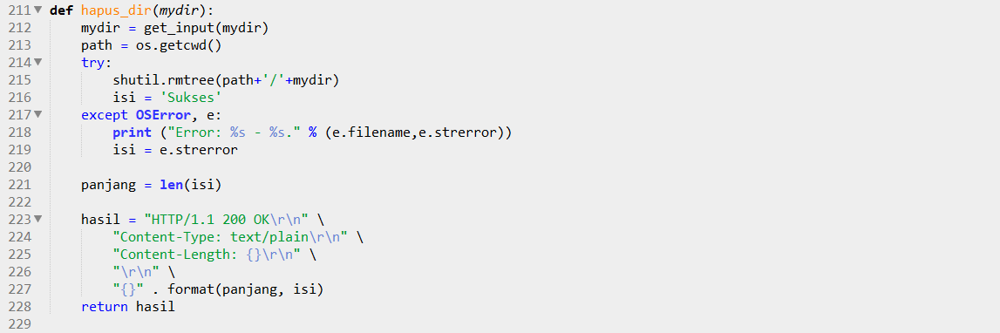 211 def hapus_dir(mydir):
212     mydir = get_input(mydir)
213     path = os.getcwd()
214     try:
215         shutil.rmtree(path+'/'+mydir)
216         isi = 'Sukses'
217     except OSError, e:
218         print ("Error: %s - %s." % (e.filename,e.strerror))
219         isi = e.strerror
220
221     panjang = len(isi)
222
223     hasil = "HTTP/1.1 200 OK\r\n" \
224         "Content-Type: text/plain\r\n" \
225         "Content-Length: {}\r\n" \
226         "\r\n" \
227         "{}" . format(panjang, isi)
228     return hasil
229